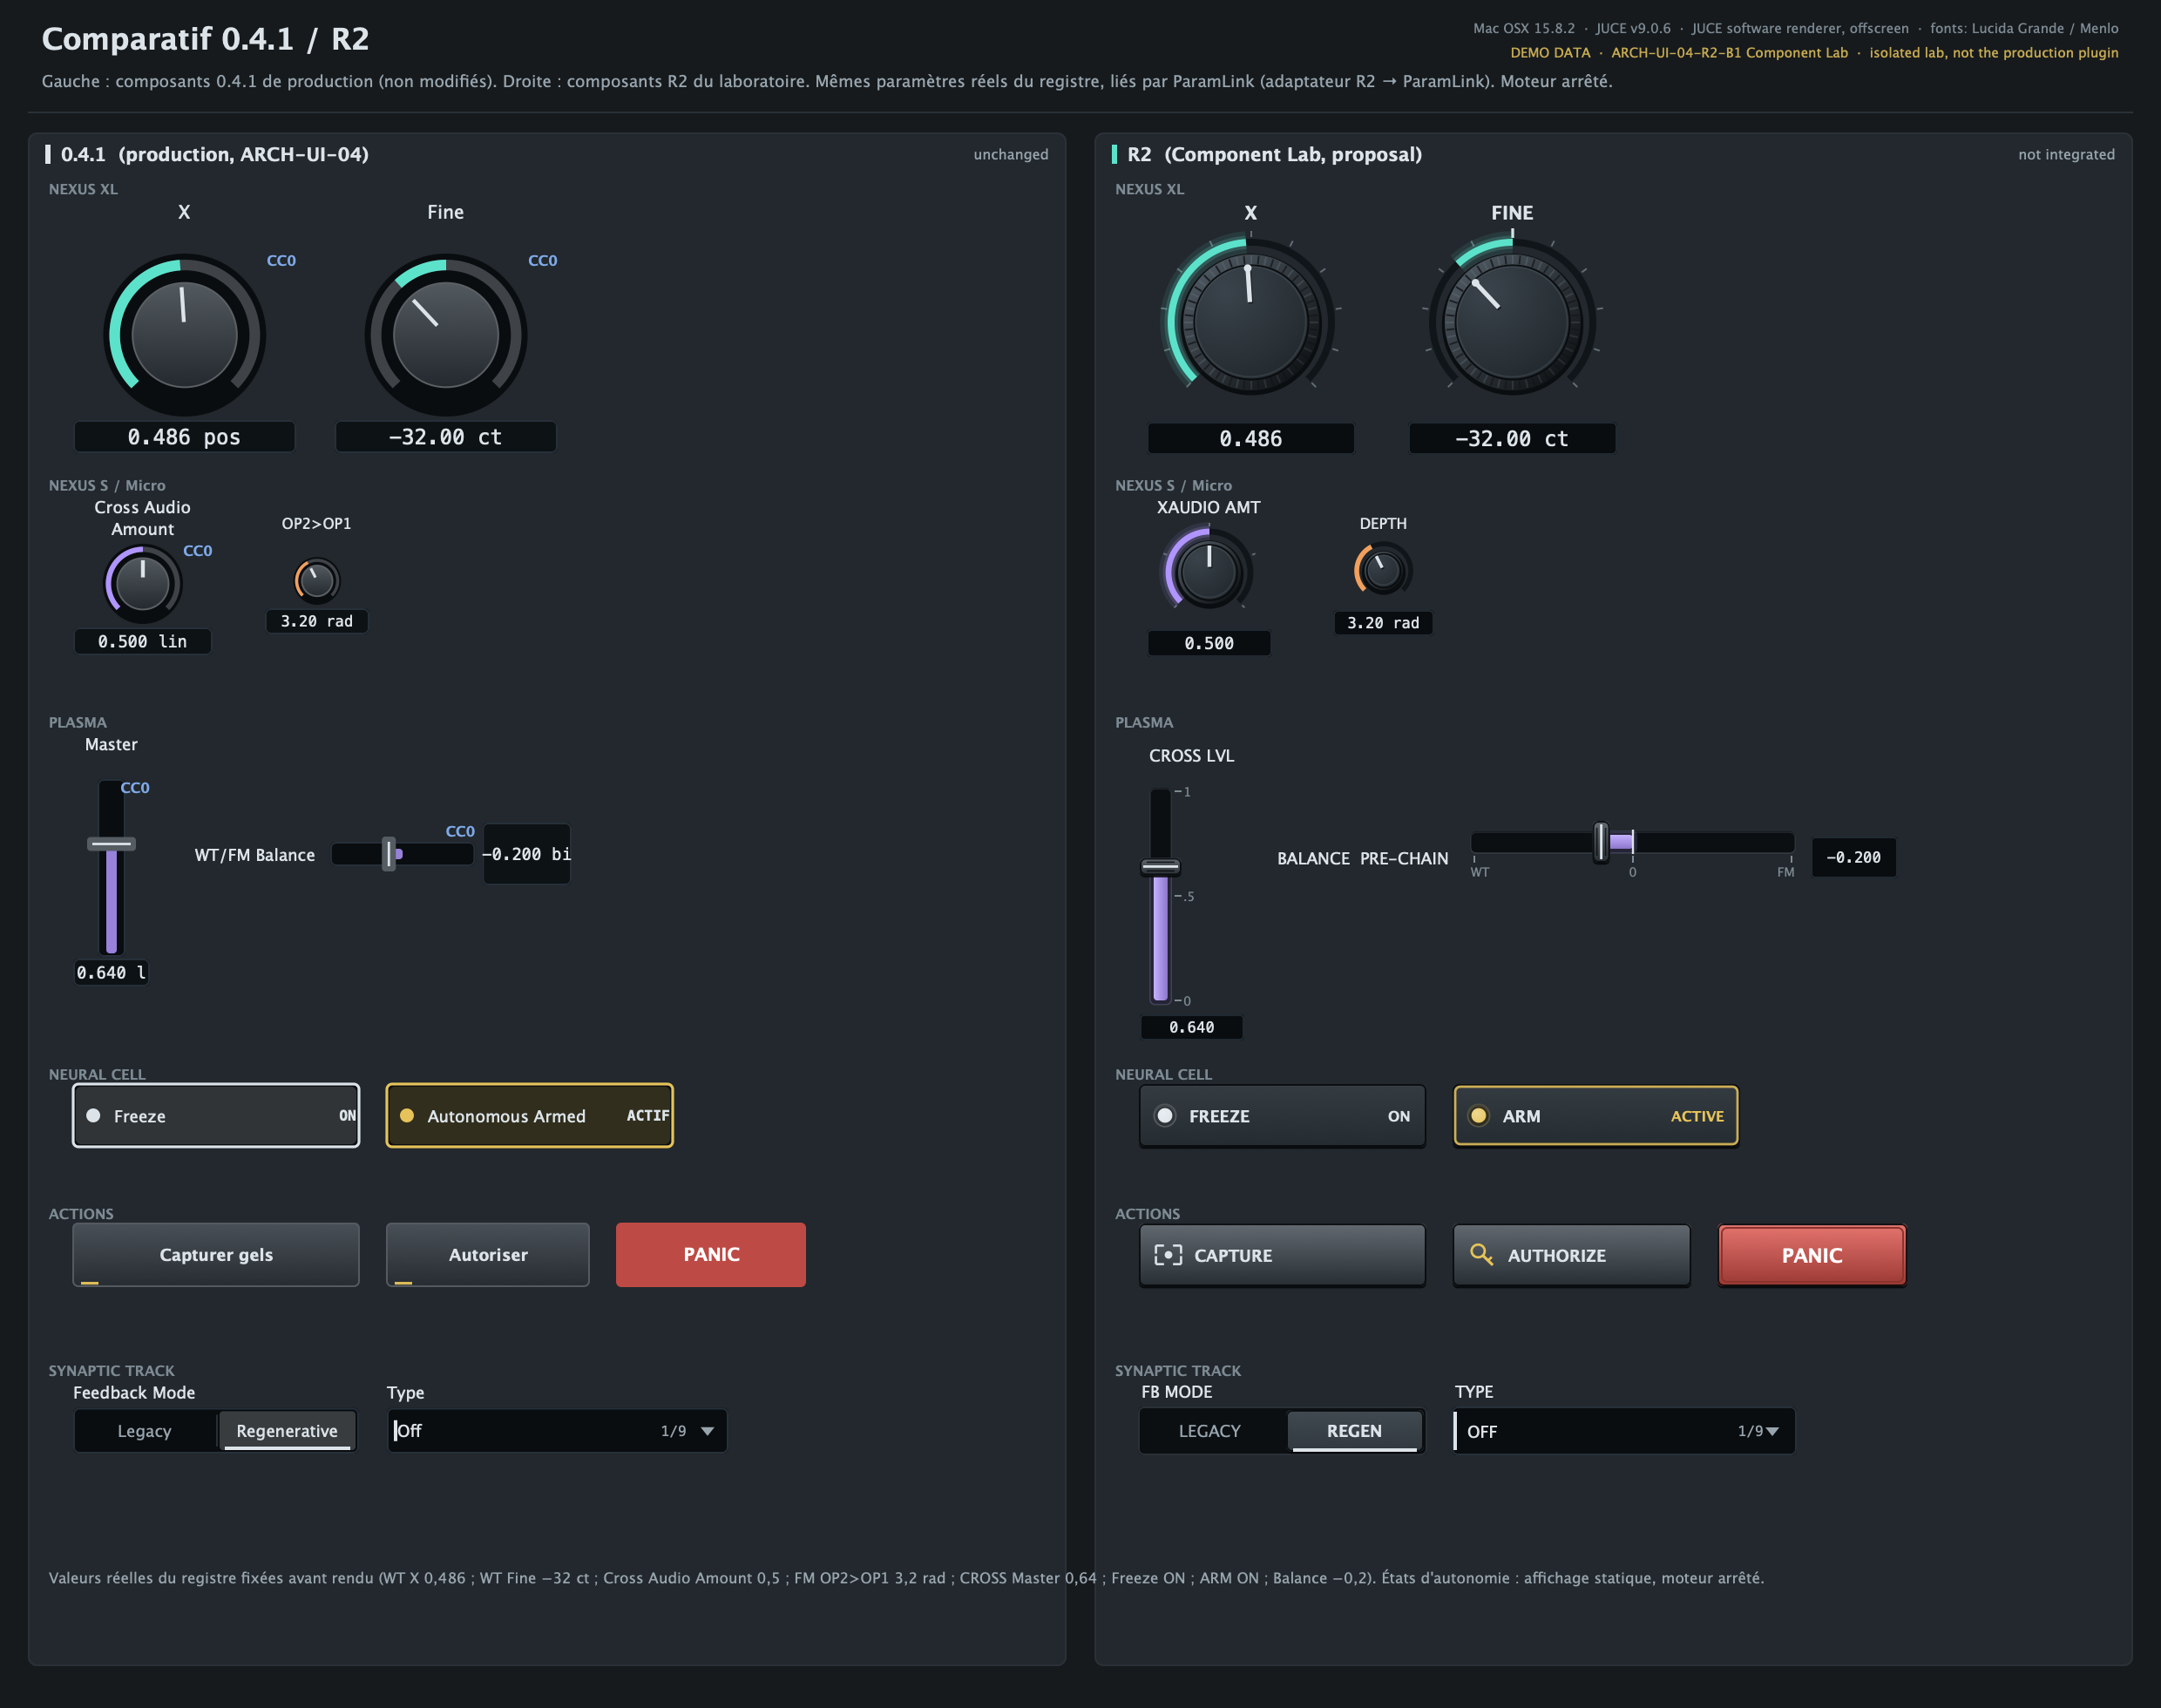 Comparatif 0.4.1 / R2
Mac OSX 15.8.2 · JUCE v9.0.6 · JUCE software renderer, offscreen · fonts: Lucida Grande / Menlo
DEMO DATA · ARCH-UI-04-R2-B1 Component Lab · isolated lab, not the production plugin
Gauche : composants 0.4.1 de production (non modifiés). Droite : composants R2 du laboratoire. Mêmes paramètres réels du registre, liés par ParamLink (adaptateur R2 → ParamLink). Moteur arrêté.
0.4.1 (production, ARCH-UI-04)
unchanged
NEXUS XL
X
Fine
CC0
CC0
0.486 pos
-32.00 ct
NEXUS S / Micro
Cross Audio
Amount
OP2>OP1
CC0
0.500 lin
3.20 rad
PLASMA
Master
CC0
WT/FM Balance
CC0
-0.200 bi
0.640 l
NEURAL CELL
Freeze
ON
Autonomous Armed
ACTIF
ACTIONS
Capturer gels
Autoriser
PANIC
SYNAPTIC TRACK
Feedback Mode
Type
Legacy
Regenerative
Off
1/9
R2 (Component Lab, proposal)
not integrated
NEXUS XL
X
FINE
0.486
-32.00 ct
NEXUS S / Micro
XAUDIO AMT
DEPTH
0.500
3.20 rad
PLASMA
CROSS LVL
1
.5
0
0.640
BALANCE PRE-CHAIN
WT
0
FM
-0.200
NEURAL CELL
FREEZE
ON
ARM
ACTIVE
ACTIONS
CAPTURE
AUTHORIZE
PANIC
SYNAPTIC TRACK
FB MODE
TYPE
LEGACY
REGEN
OFF
1/9
Valeurs réelles du registre fixées avant rendu (WT X 0,486 ; WT Fine −32 ct ; Cross Audio Amount 0,5 ; FM OP2>OP1 3,2 rad ; CROSS Master 0,64 ; Freeze ON ; ARM ON ; Balance −0,2). États d'autonomie : affichage statique, moteur arrêté.